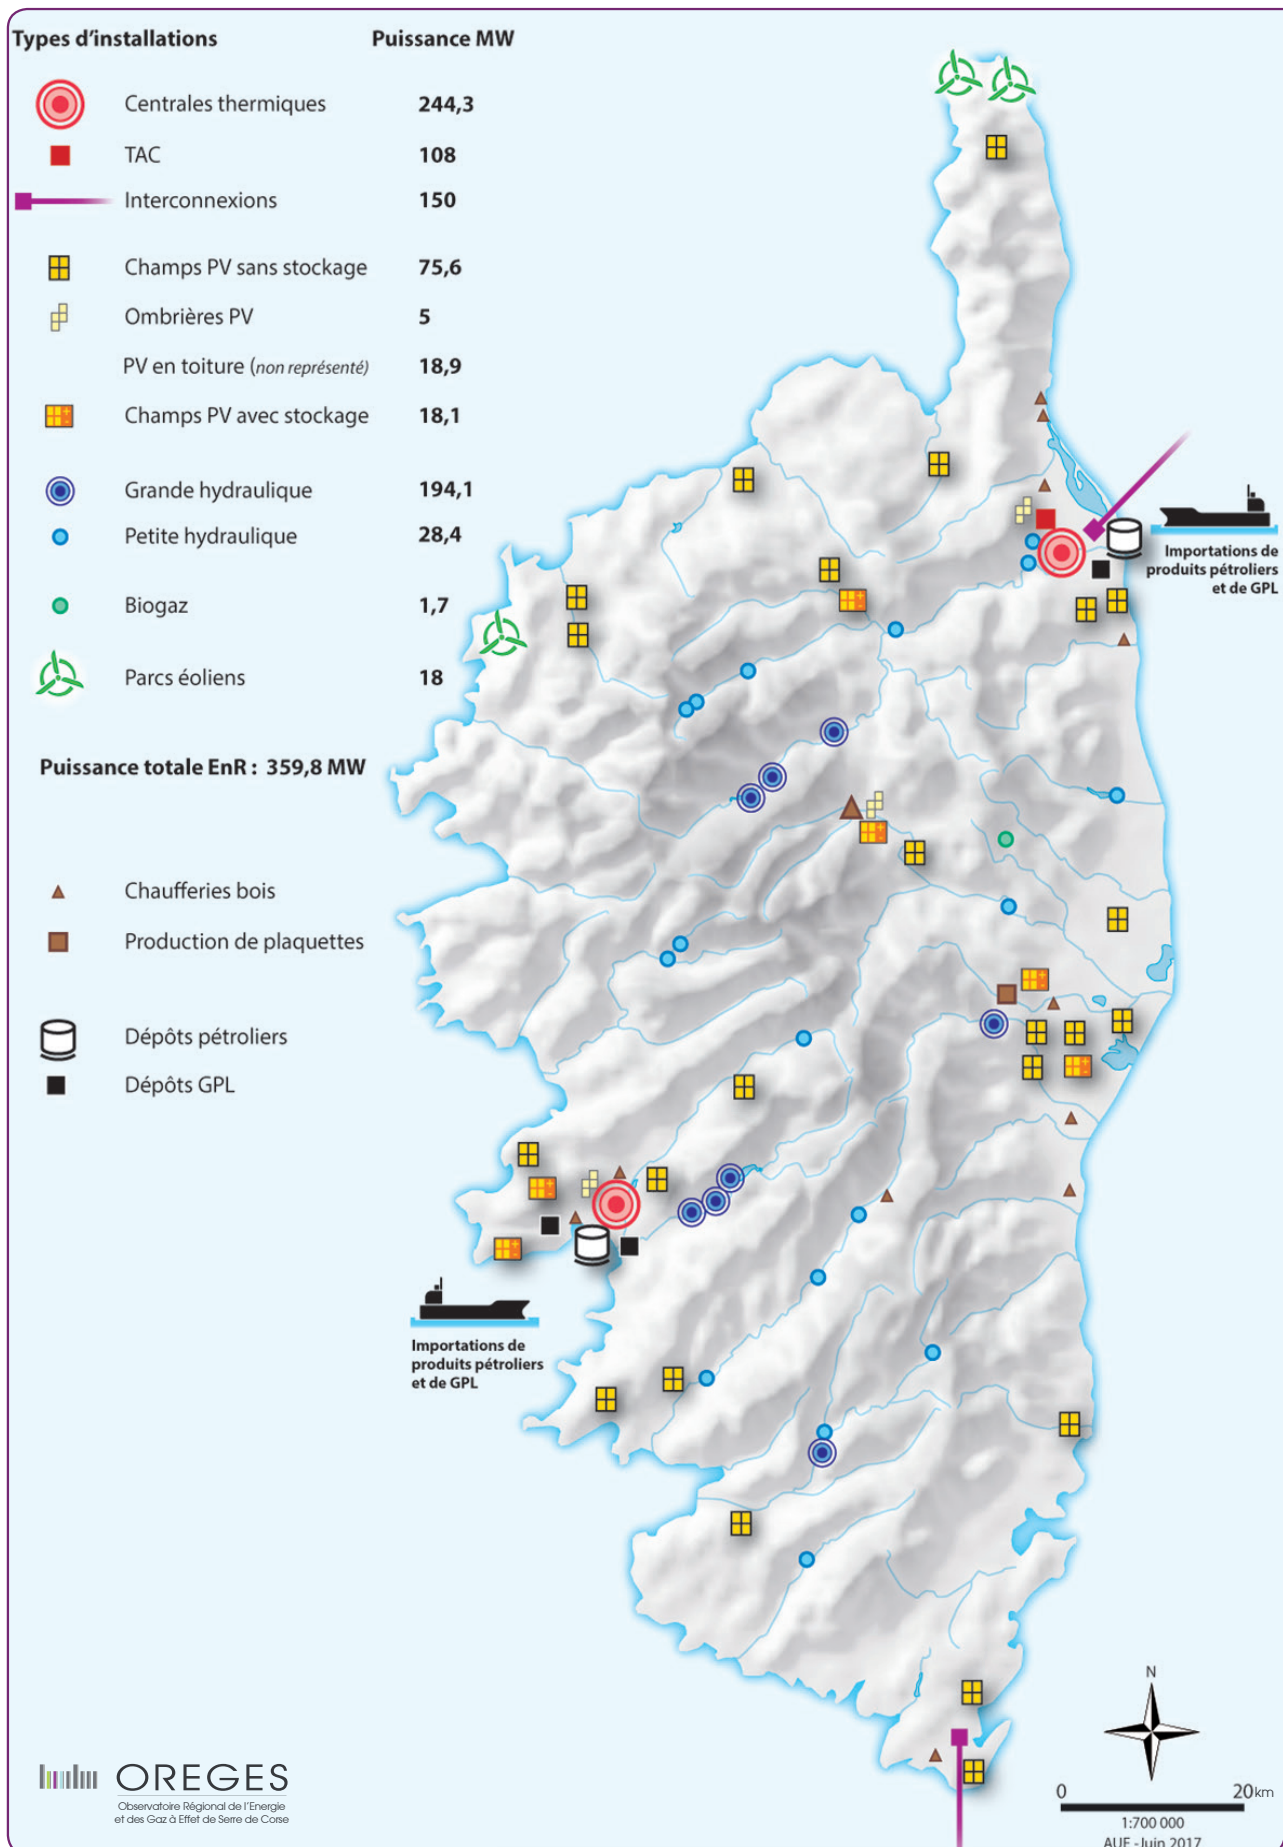 Types d'installations Puissance MW
Centrales thermiques 244,3
TAC 108
Interconnexions 150
Champs PV sans stockage 75,6
Ombrières PV 5
PV en toiture (non représenté) 18,9
Champs PV avec stockage 18,1
Grande hydraulique 194,1
Petite hydraulique 28,4
Biogaz 1,7
Parcs éoliens 18
Puissance totale EnR : 359,8 MW
Chaufferies bois
Production de plaquettes
Dépôts pétroliers
Dépôts GPL
Importations de
produits pétroliers
et de GPL
Importations de
produits pétroliers
et de GPL
N
0 20 km
1:700 000
AUE - Juin 2017
OREGES
Observatoire Régional de l'Energie
et des Gaz à Effet de Serre de Corse